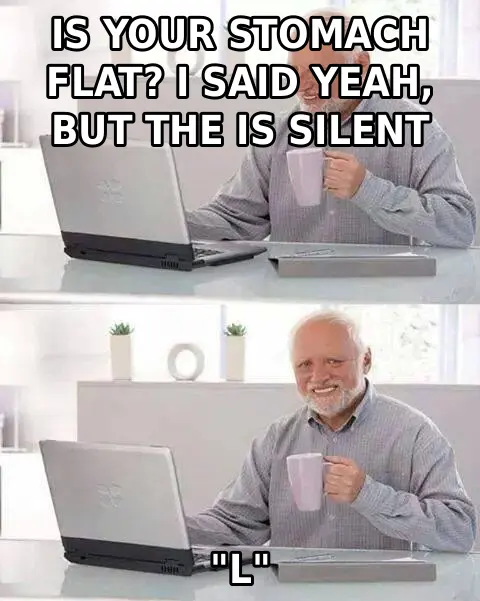 IS YOUR STOMACH
FLAT? I SAID YEAH,
BUT THE IS SILENT
"L"